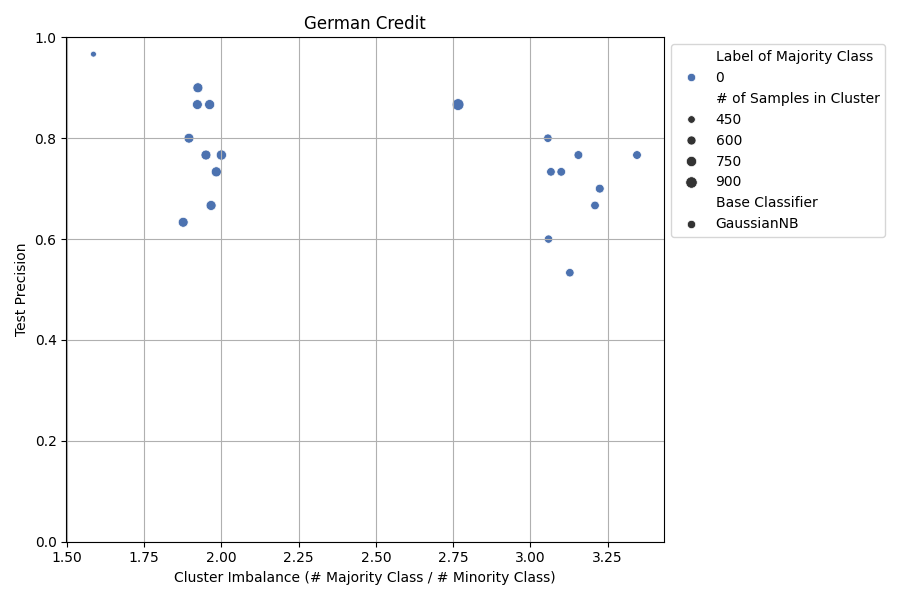 German Credit
Test Precision
1.0
0.8
0.6
0.4
0.2
0.0
1.50 1.75 2.00 2.25 2.50 2.75 3.00 3.25
Cluster Imbalance (# Majority Class / # Minority Class)
Label of Majority Class
0
# of Samples in Cluster
450
600
750
900
Base Classifier
GaussianNB